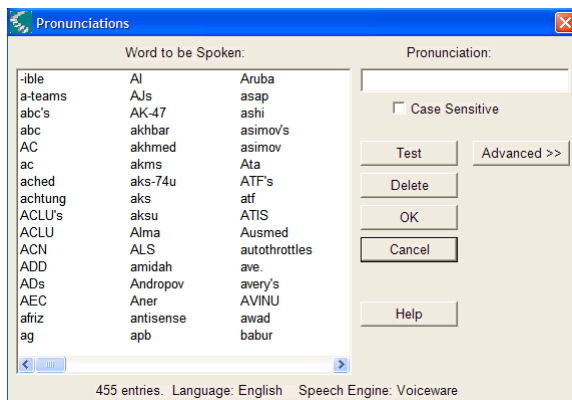 Pronunciations
Word to be Spoken:
Pronunciation:
-ible AI Aruba
a-teams AJs asap
abc's AK-47 ashi
abc akhbar asimov's
AC akhmed asimov
ac akms Ata
ached aks-74u ATF's
achtung aks atf
ACLU's aksu ATIS
ACLU Alma Ausmed
ACN ALS autothrottles
ADD amidah ave.
ADs Andropov avery's
AEC Aner AVINU
afriz antisense awad
ag apb babur
Case Sensitive
Test
Advanced >>
Delete
OK
Cancel
Help
455 entries. Language: English Speech Engine: Voiceware